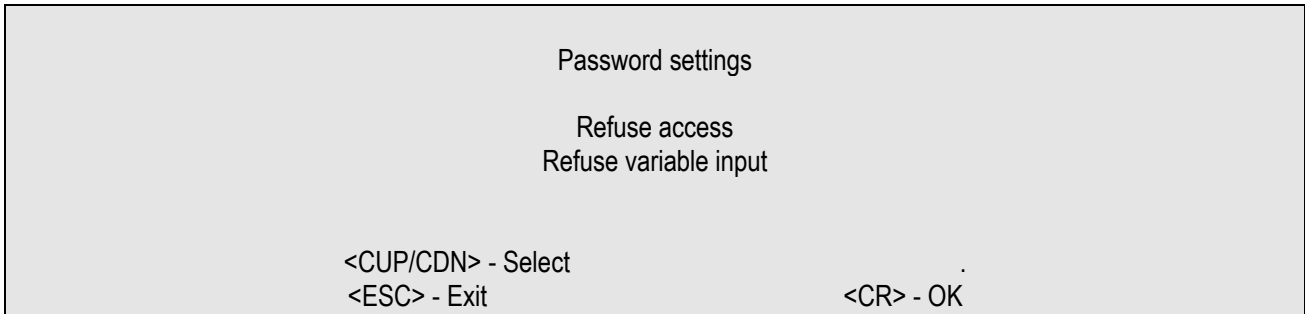 Password settings
Refuse access
Refuse variable input
<CUP/CDN> - Select .
<ESC> - Exit <CR> - OK